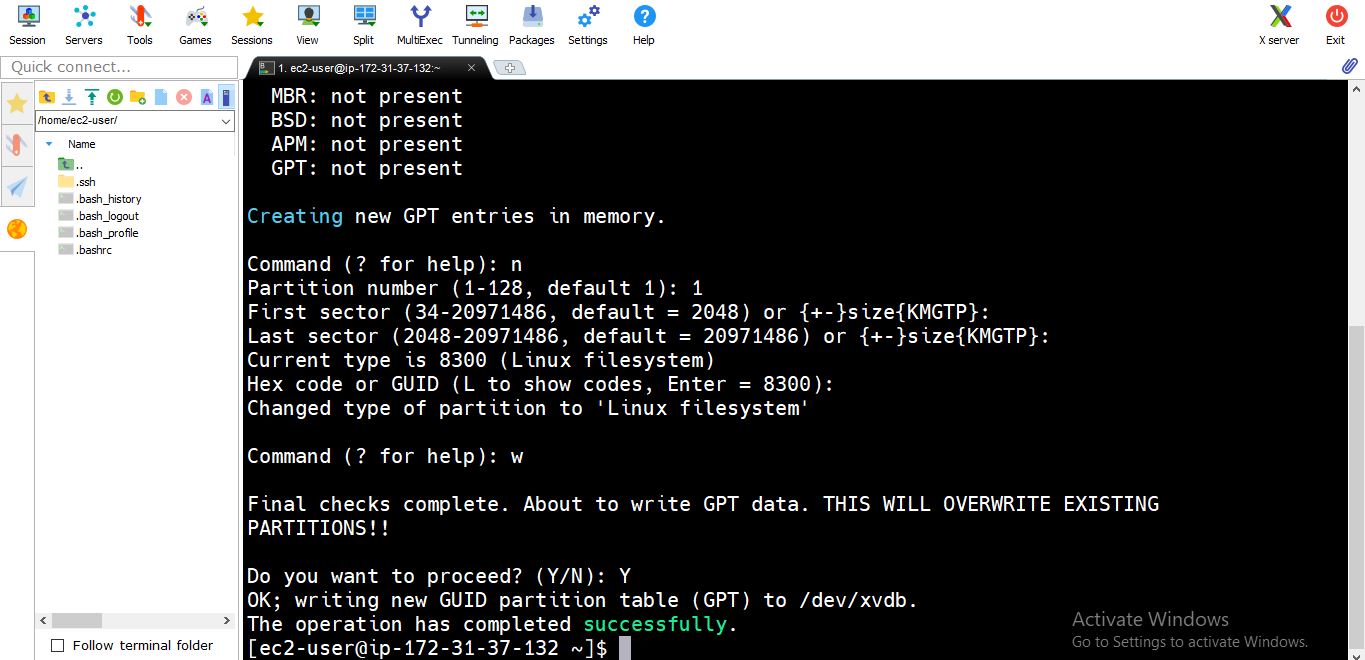 Session Servers Tools Games Sessions View Split MultiExec Tunneling Packages Settings Help X server Exit
Quick connect...
1. ec2-user@ip-172-31-37-132:~
/home/ec2-user/
Name
..
.ssh
.bash_history
.bash_logout
.bash_profile
.bashrc
Follow terminal folder
MBR: not present
BSD: not present
APM: not present
GPT: not present
Creating new GPT entries in memory.
Command (? for help): n
Partition number (1-128, default 1): 1
First sector (34-20971486, default = 2048) or {+-}size{KMGTP}:
Last sector (2048-20971486, default = 20971486) or {+-}size{KMGTP}:
Current type is 8300 (Linux filesystem)
Hex code or GUID (L to show codes, Enter = 8300):
Changed type of partition to 'Linux filesystem'
Command (? for help): w
Final checks complete. About to write GPT data. THIS WILL OVERWRITE EXISTING
PARTITIONS!!
Do you want to proceed? (Y/N): Y
OK; writing new GUID partition table (GPT) to /dev/xvdb.
The operation has completed successfully.
[ec2-user@ip-172-31-37-132 ~]$
Activate Windows
Go to Settings to activate Windows.